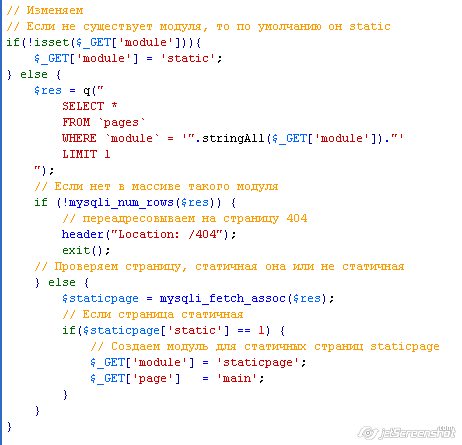 // Изменяем
// Если не существует модуля, то по умолчанию он static
if(!isset($_GET['module'])){
    $_GET['module'] = 'static';
} else {
    $res = q("
        SELECT *
        FROM `pages`
        WHERE `module` = '".stringAll($_GET['module'])."'
        LIMIT 1
    ");
    // Если нет в массиве такого модуля
    if (!mysqli_num_rows($res)) {
        // переадресовываем на страницу 404
        header("Location: /404");
        exit();
    // Проверяем страницу, статичная она или не статичная
    } else {
        $staticpage = mysqli_fetch_assoc($res);
        // Если страница статичная
        if($staticpage['static'] == 1) {
            // Создаем модуль для статичных страниц staticpage
            $_GET['module'] = 'staticpage';
            $_GET['page']   = 'main';
        }
    }
}
jetScreenshot